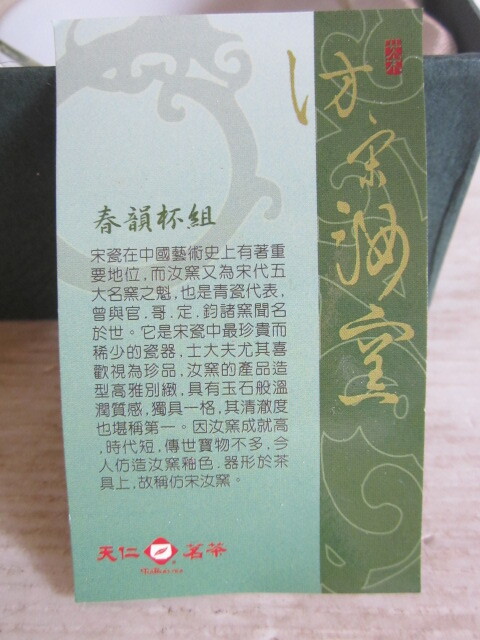 仿宋汝窯
春韻杯組
宋瓷在中國藝術史上有著重
要地位,而汝窯又為宋代五
大名窯之魁,也是青瓷代表,
曾與官.哥.定.鈞諸窯聞名
於世。它是宋瓷中最珍貴而
稀少的瓷器,士大夫尤其喜
歡視為珍品,汝窯的產品造
型高雅別緻,具有玉石般溫
潤質感,獨具一格,其清澈度
也堪稱第一。因汝窯成就高
,時代短,傳世寶物不多.今
人仿造汝窯釉色.器形於茶
具上,故稱仿宋汝窯。
天仁茗茶